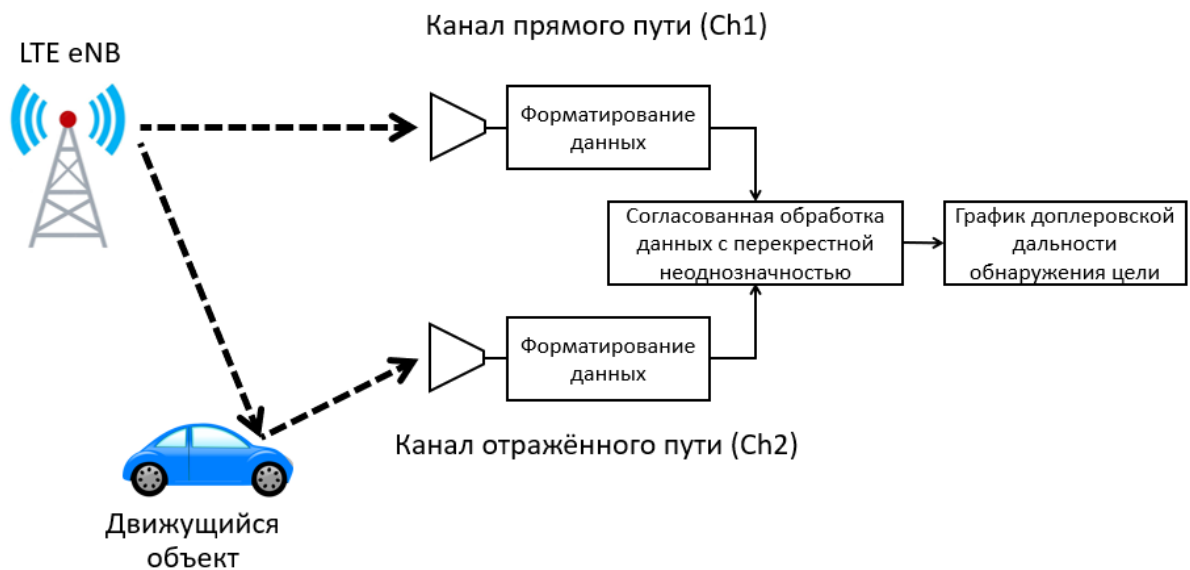 Канал прямого пути (Ch1)
LTE eNB
Форматирование
данных
Согласованная обработка
данных с перекрестной
неоднозначностью
График доплеровской
дальности
обнаружения цели
Форматирование
данных
Канал отражённого пути (Ch2)
Движущийся
объект